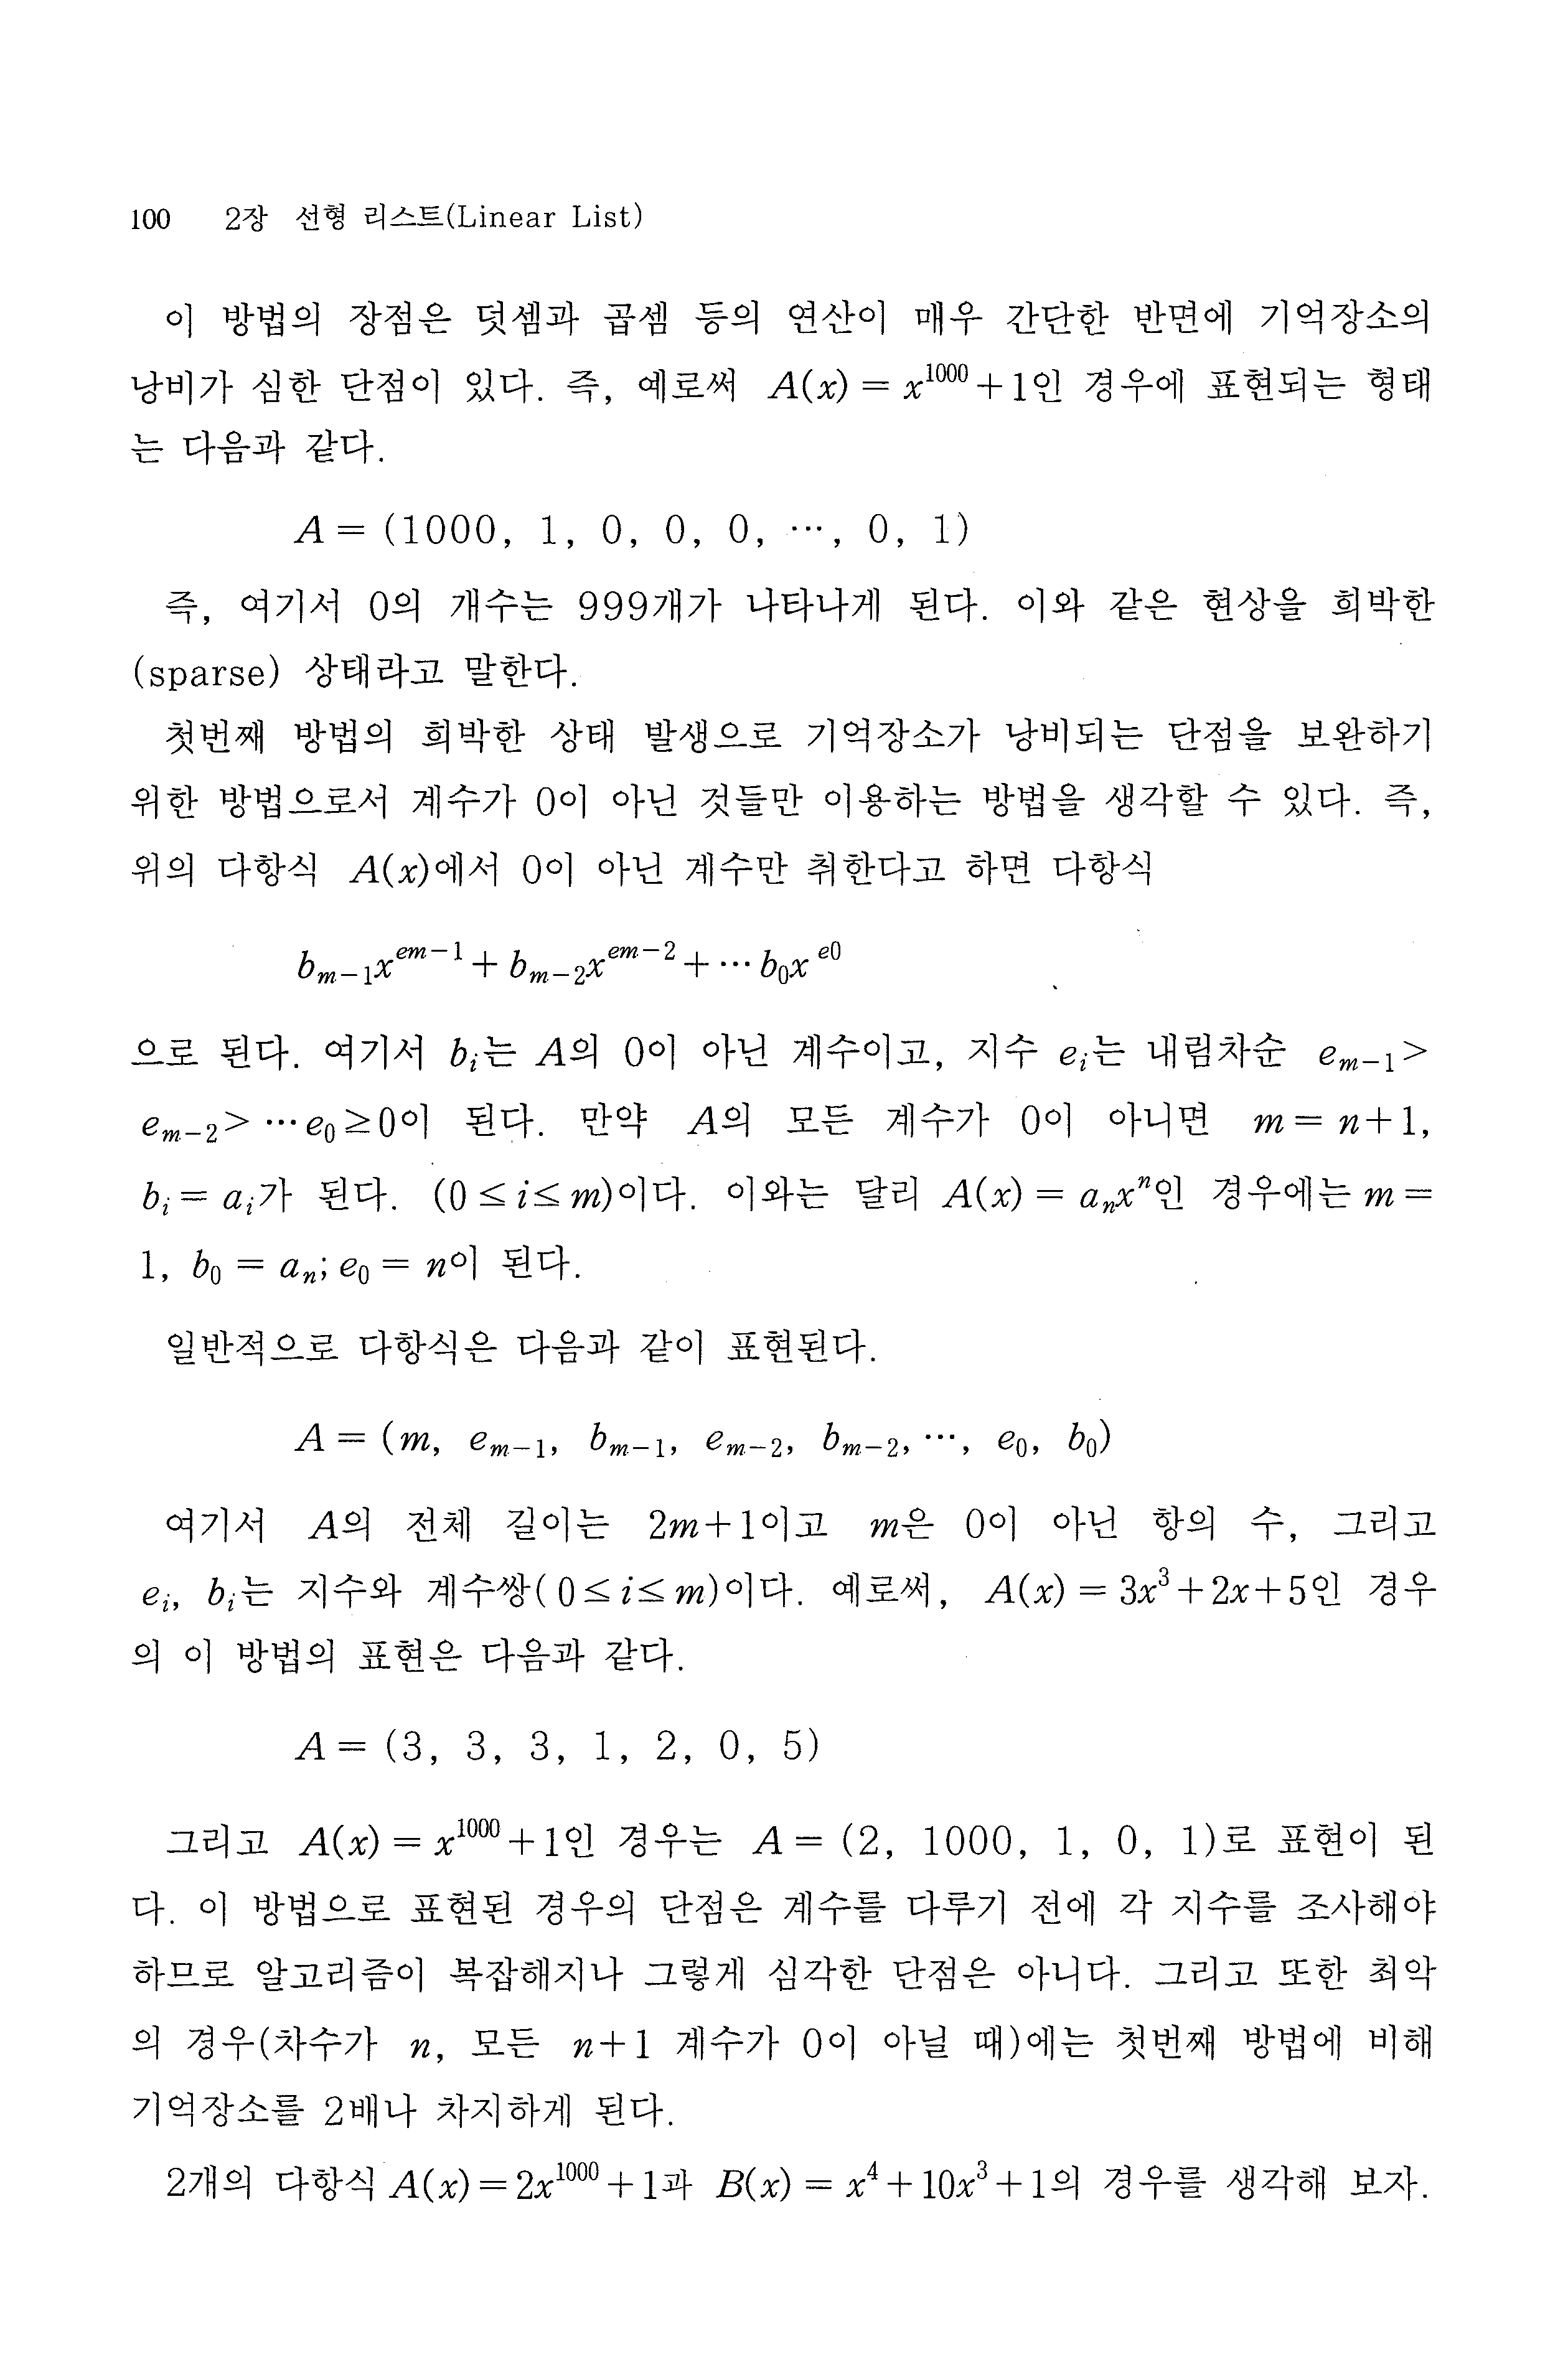 100 2장 선형 리스트(Linear List)
이 방법의 장점은 덧셈과 곱셈 등의 연산이 매우 간단한 반면에 기억장소의
낭비가 심한 단점이 있다. 즉, 예로써 A(x) = x^1000 + 1인 경우에 표현되는 형태
는 다음과 같다.
A = (1000, 1, 0, 0, 0, ⋯, 0, 1)
즉, 여기서 0의 개수는 999개가 나타나게 된다. 이와 같은 현상을 희박한
(sparse) 상태라고 말한다.
첫번째 방법의 희박한 상태 발생으로 기억장소가 낭비되는 단점을 보완하기
위한 방법으로서 계수가 0이 아닌 것들만 이용하는 방법을 생각할 수 있다. 즉,
위의 다항식 A(x)에서 0이 아닌 계수만 취한다고 하면 다항식
b_{m-1}x^{em-1} + b_{m-2}x^{em-2} + ⋯ b_0x^{e0}
으로 된다. 여기서 b_i는 A의 0이 아닌 계수이고, 지수 e_i는 내림차순 e_{m-1} >
e_{m-2} > ⋯ e_0 ≥ 0이 된다. 만약 A의 모든 계수가 0이 아니면 m = n+1,
b_i = a_i가 된다. (0 ≤ i ≤ m)이다. 이와는 달리 A(x) = a_nx^n인 경우에는 m =
1, b_0 = a_n; e_0 = n이 된다.
일반적으로 다항식은 다음과 같이 표현된다.
A = (m, e_{m-1}, b_{m-1}, e_{m-2}, b_{m-2}, ⋯, e_0, b_0)
여기서 A의 전체 길이는 2m+1이고 m은 0이 아닌 항의 수, 그리고
e_i, b_i는 지수와 계수쌍( 0 ≤ i ≤ m)이다. 예로써, A(x) = 3x^3 + 2x + 5인 경우
의 이 방법의 표현은 다음과 같다.
A = (3, 3, 3, 1, 2, 0, 5)
그리고 A(x) = x^1000 + 1인 경우는 A = (2, 1000, 1, 0, 1)로 표현이 된
다. 이 방법으로 표현된 경우의 단점은 계수를 다루기 전에 각 지수를 조사해야
하므로 알고리즘이 복잡해지나 그렇게 심각한 단점은 아니다. 그리고 또한 최악
의 경우(차수가 n, 모든 n+1 계수가 0이 아닐 때)에는 첫번째 방법에 비해
기억장소를 2배나 차지하게 된다.
2개의 다항식 A(x) = 2x^1000 + 1과 B(x) = x^4 + 10x^3 + 1의 경우를 생각해 보자.